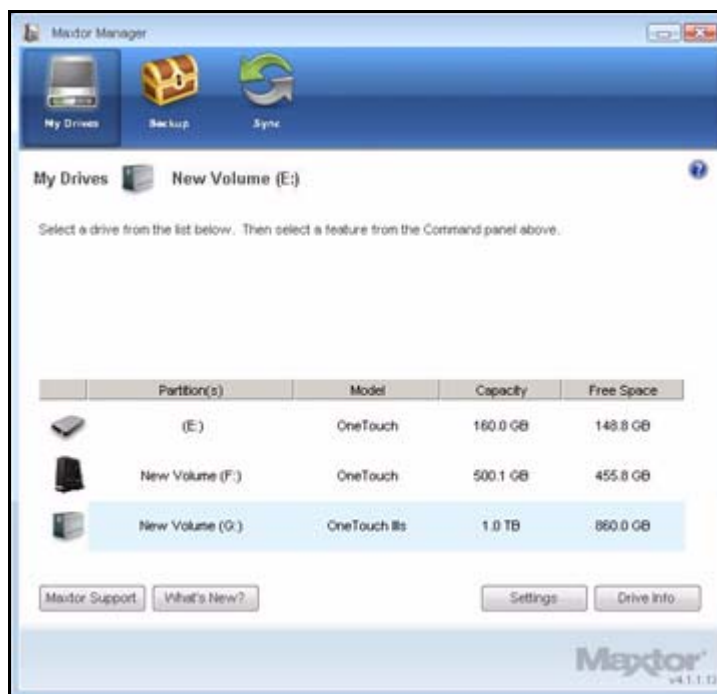 Maxtor Manager
My Drives Backup Sync
My Drives New Volume (E:)
Select a drive from the list below. Then select a feature from the Command panel above.
Partition(s) Model Capacity Free Space
(E:) OneTouch 160.0 GB 148.8 GB
New Volume (F:) OneTouch 500.1 GB 455.8 GB
New Volume (G:) OneTouch IIIs 1.0 TB 860.0 GB
Maxtor Support What's New? Settings Drive Info
Maxtor